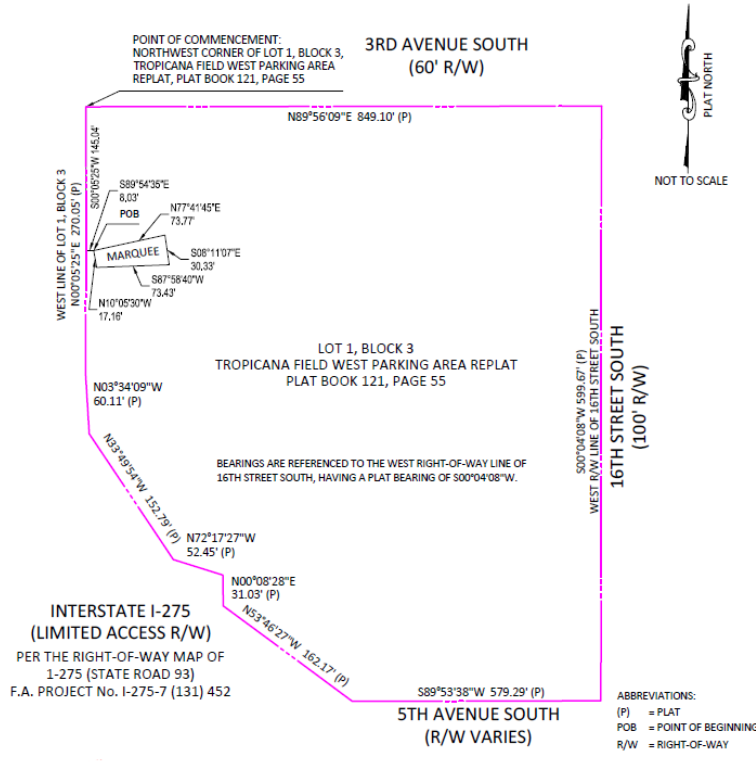 POINT OF COMMENCEMENT:
NORTHWEST CORNER OF LOT 1, BLOCK 3,
TROPICANA FIELD WEST PARKING AREA
REPLAT, PLAT BOOK 121, PAGE 55
3RD AVENUE SOUTH
(60' R/W)
PLAT NORTH
NOT TO SCALE
N89°56'09"E 849.10' (P)
WEST LINE OF LOT 1, BLOCK 3
N00°05'25"E 270.05' (P)
S00°05'25"W 145.04'
S89°54'35"E
8.03'
POB
N77°41'45"E
73.77'
MARQUEE
S08°11'07"E
30.33'
S87°58'40"W
73.43'
N10°05'30"W
17.16'
LOT 1, BLOCK 3
TROPICANA FIELD WEST PARKING AREA REPLAT
PLAT BOOK 121, PAGE 55
S00°04'08"W 599.67' (P)
WEST R/W LINE OF 16TH STREET SOUTH
16TH STREET SOUTH
(100' R/W)
N03°34'09"W
60.11' (P)
N33°49'54"W 152.79' (P)
BEARINGS ARE REFERENCED TO THE WEST RIGHT-OF-WAY LINE OF
16TH STREET SOUTH, HAVING A PLAT BEARING OF S00°04'08"W.
N72°17'27"W
52.45' (P)
N00°08'28"E
31.03' (P)
N53°46'27"W 162.17' (P)
INTERSTATE I-275
(LIMITED ACCESS R/W)
PER THE RIGHT-OF-WAY MAP OF
1-275 (STATE ROAD 93)
F.A. PROJECT No. I-275-7 (131) 452
S89°53'38"W 579.29' (P)
5TH AVENUE SOUTH
(R/W VARIES)
ABBREVIATIONS:
(P) = PLAT
POB = POINT OF BEGINNING
R/W = RIGHT-OF-WAY